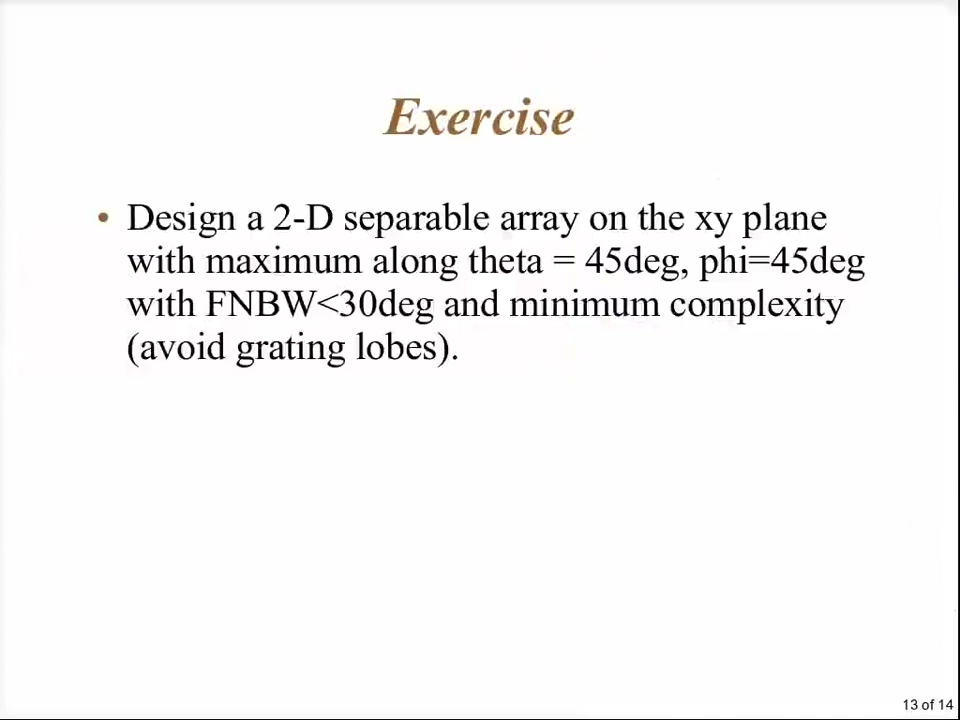 Exercise
• Design a 2-D separable array on the xy plane
with maximum along theta = 45deg, phi=45deg
with FNBW<30deg and minimum complexity
(avoid grating lobes).
13 of 14